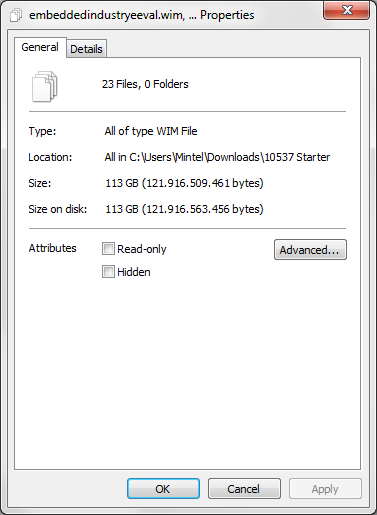 embeddedindustryeeval.wim, ... Properties
General Details
23 Files, 0 Folders
Type: All of type WIM File
Location: All in C:\Users\Mintel\Downloads\10537 Starter
Size: 113 GB (121.916.509.461 bytes)
Size on disk: 113 GB (121.916.563.456 bytes)
Attributes Read-only Advanced...
Hidden
OK Cancel Apply